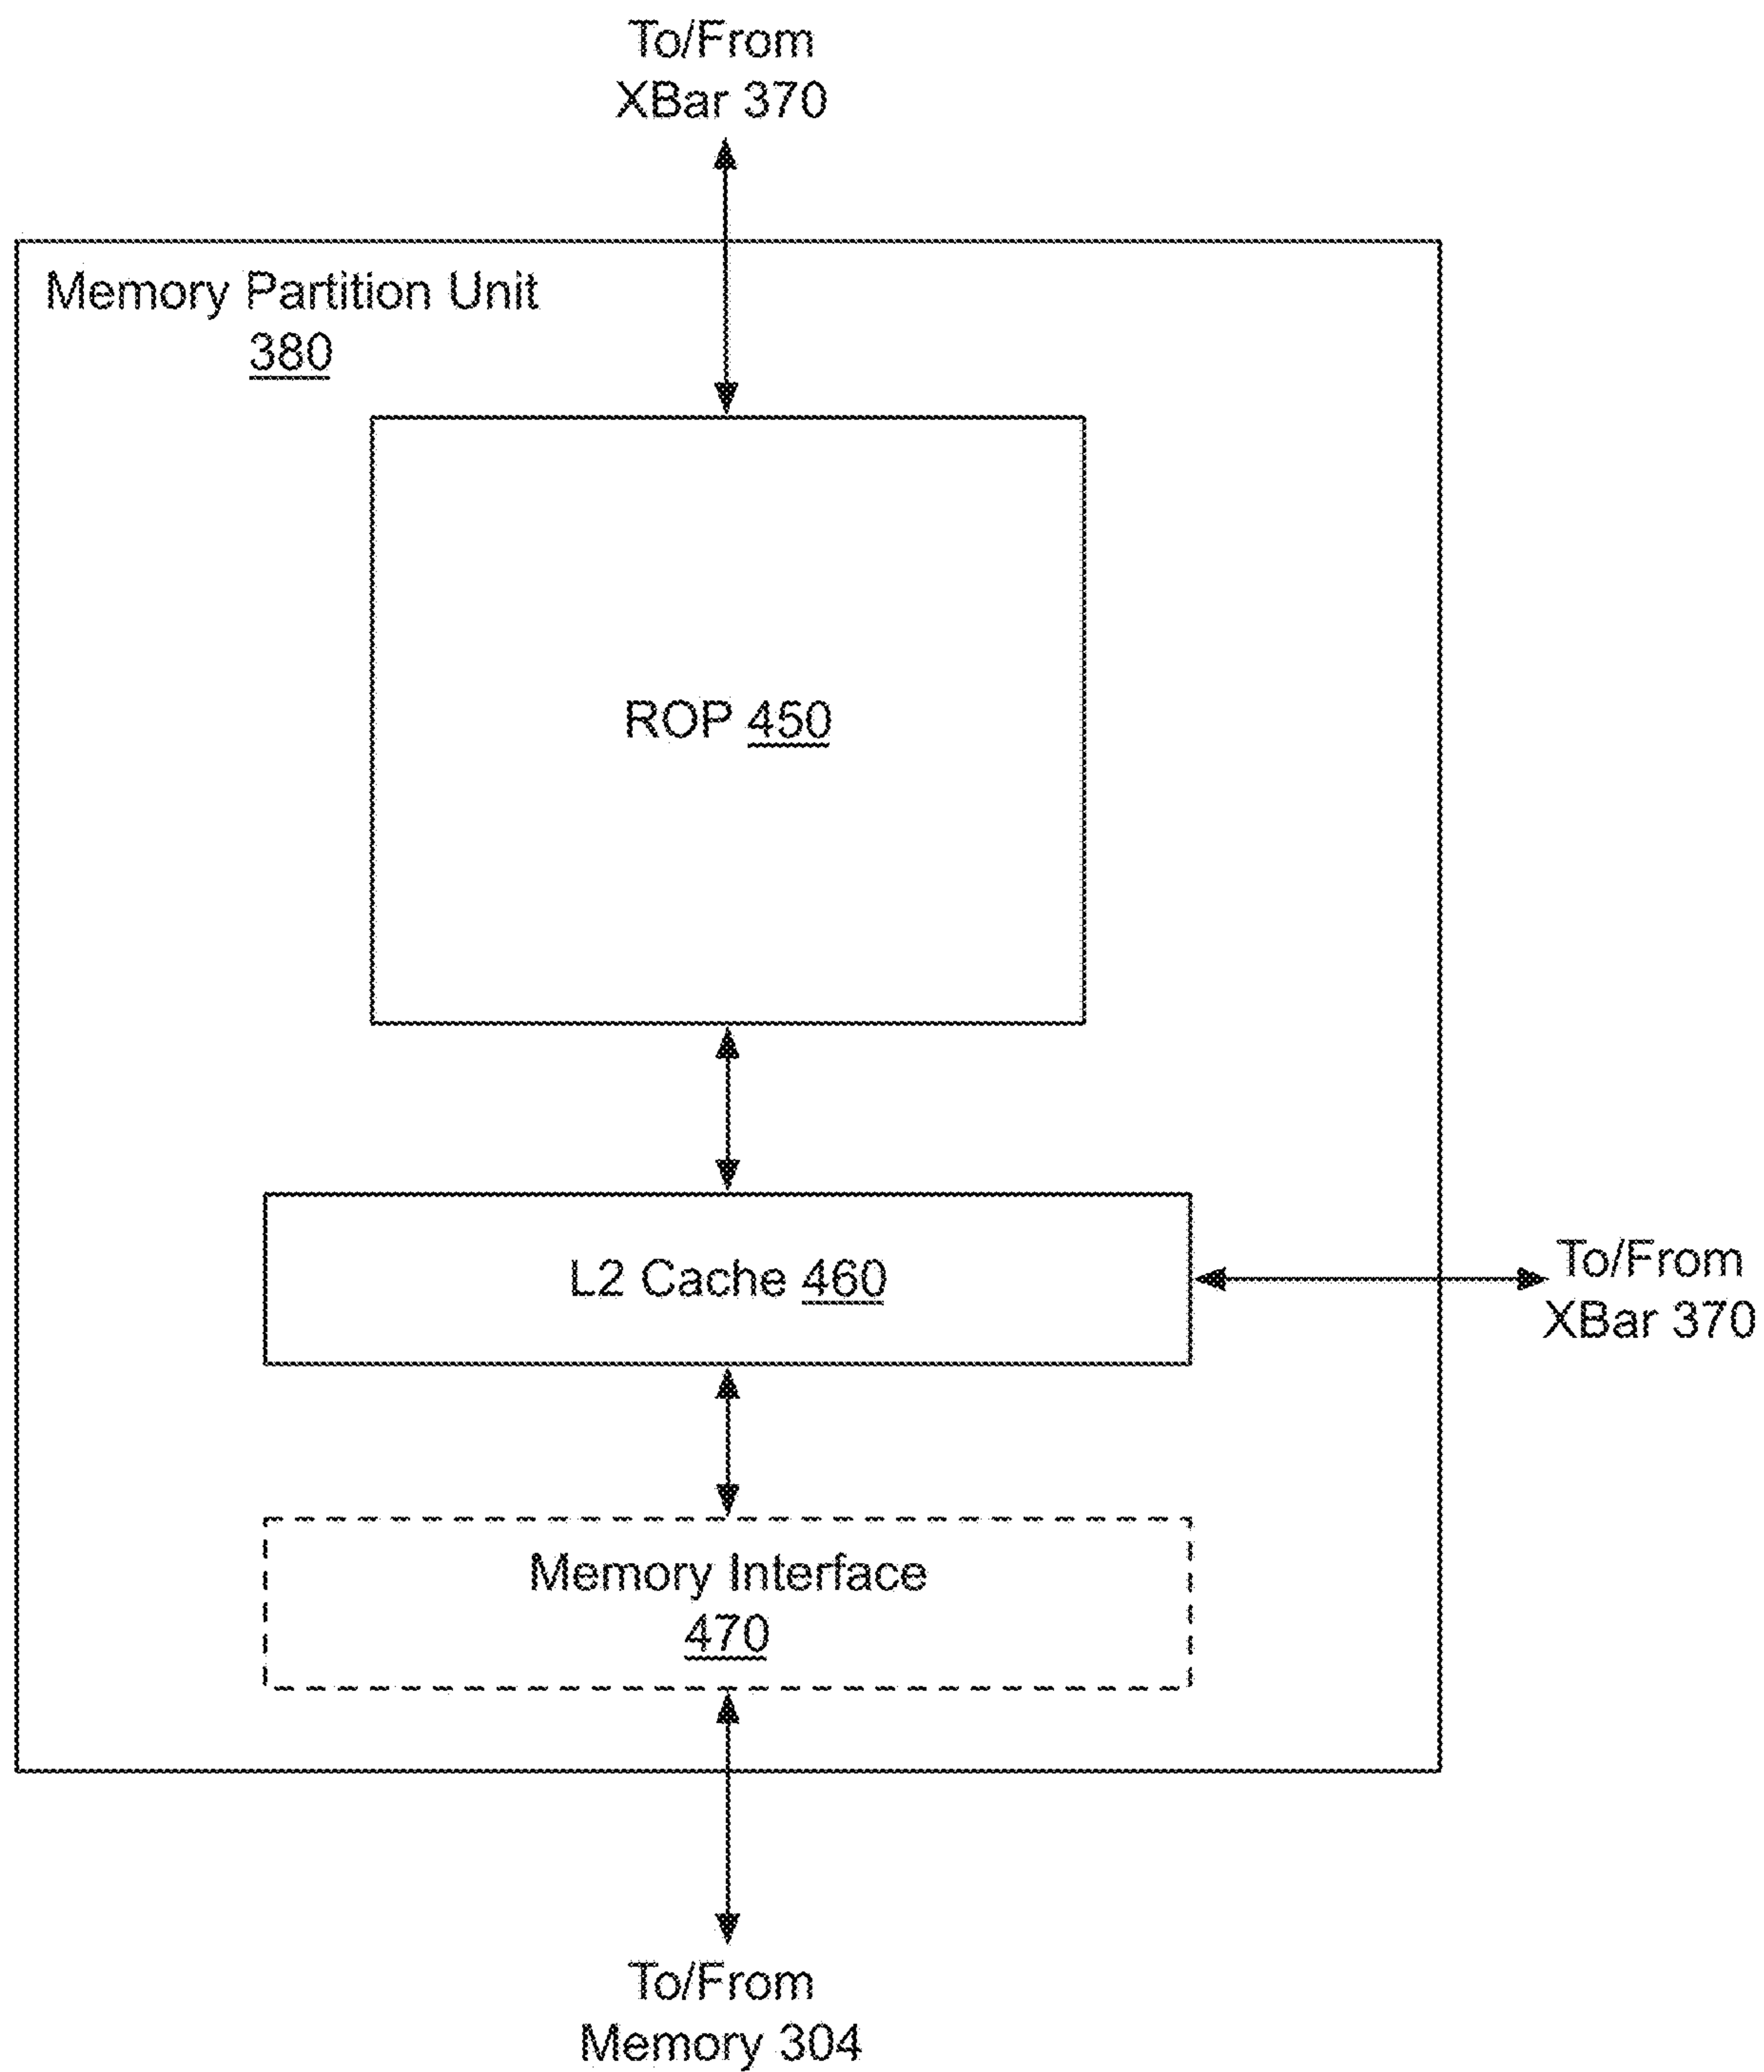 To/From
XBar 370
Memory Partition Unit
380
ROP 450
L2 Cache 460
To/From
XBar 370
Memory Interface
470
To/From
Memory 304